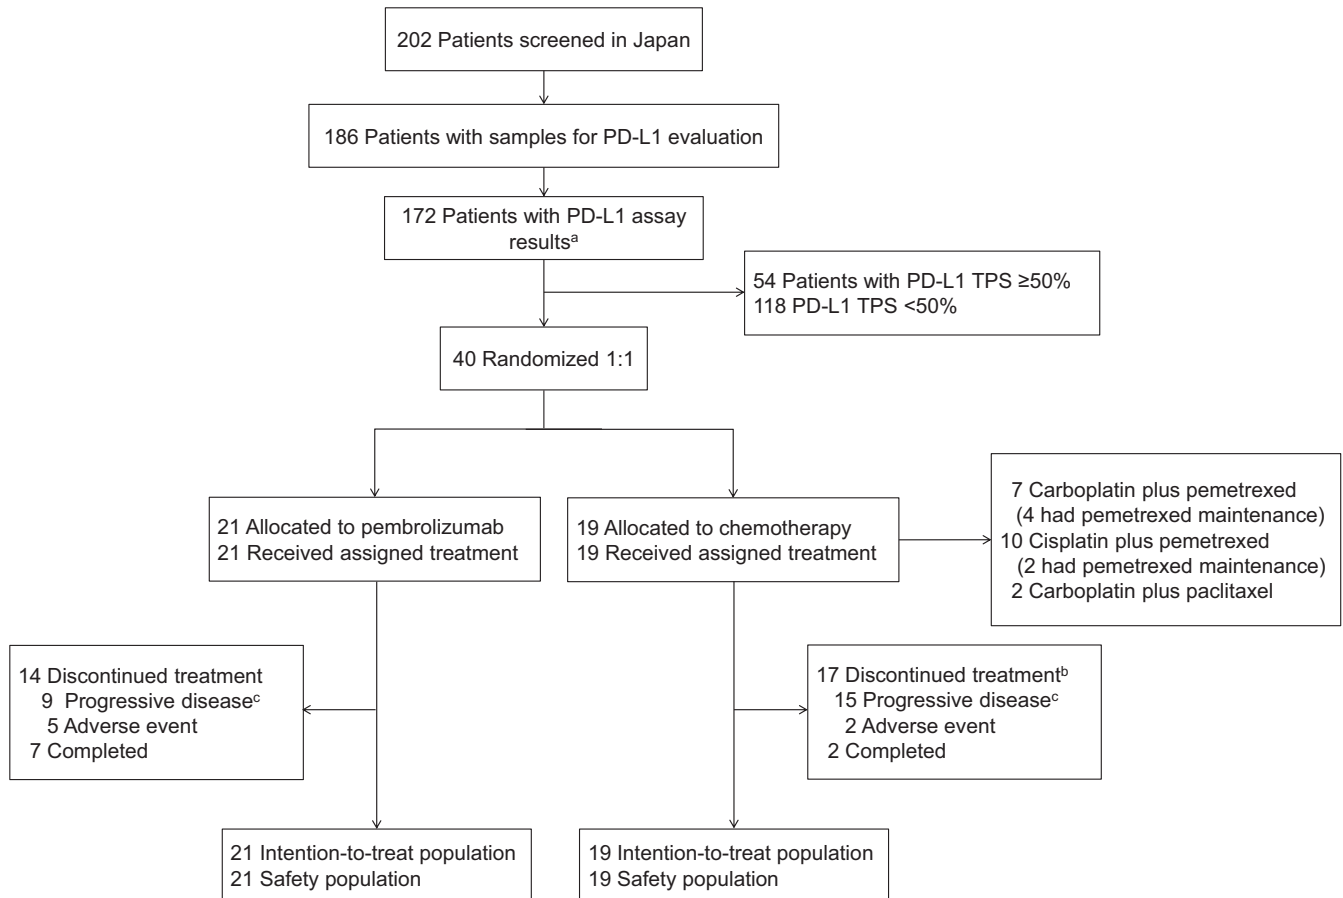 202 Patients screened in Japan
186 Patients with samples for PD-L1 evaluation
172 Patients with PD-L1 assay
resultsᵃ
54 Patients with PD-L1 TPS ≥50%
118 PD-L1 TPS <50%
40 Randomized 1:1
21 Allocated to pembrolizumab
21 Received assigned treatment
19 Allocated to chemotherapy
19 Received assigned treatment
7 Carboplatin plus pemetrexed
(4 had pemetrexed maintenance)
10 Cisplatin plus pemetrexed
(2 had pemetrexed maintenance)
2 Carboplatin plus paclitaxel
14 Discontinued treatment
9 Progressive diseaseᶜ
5 Adverse event
7 Completed
17 Discontinued treatmentᵇ
15 Progressive diseaseᶜ
2 Adverse event
2 Completed
21 Intention-to-treat population
21 Safety population
19 Intention-to-treat population
19 Safety population